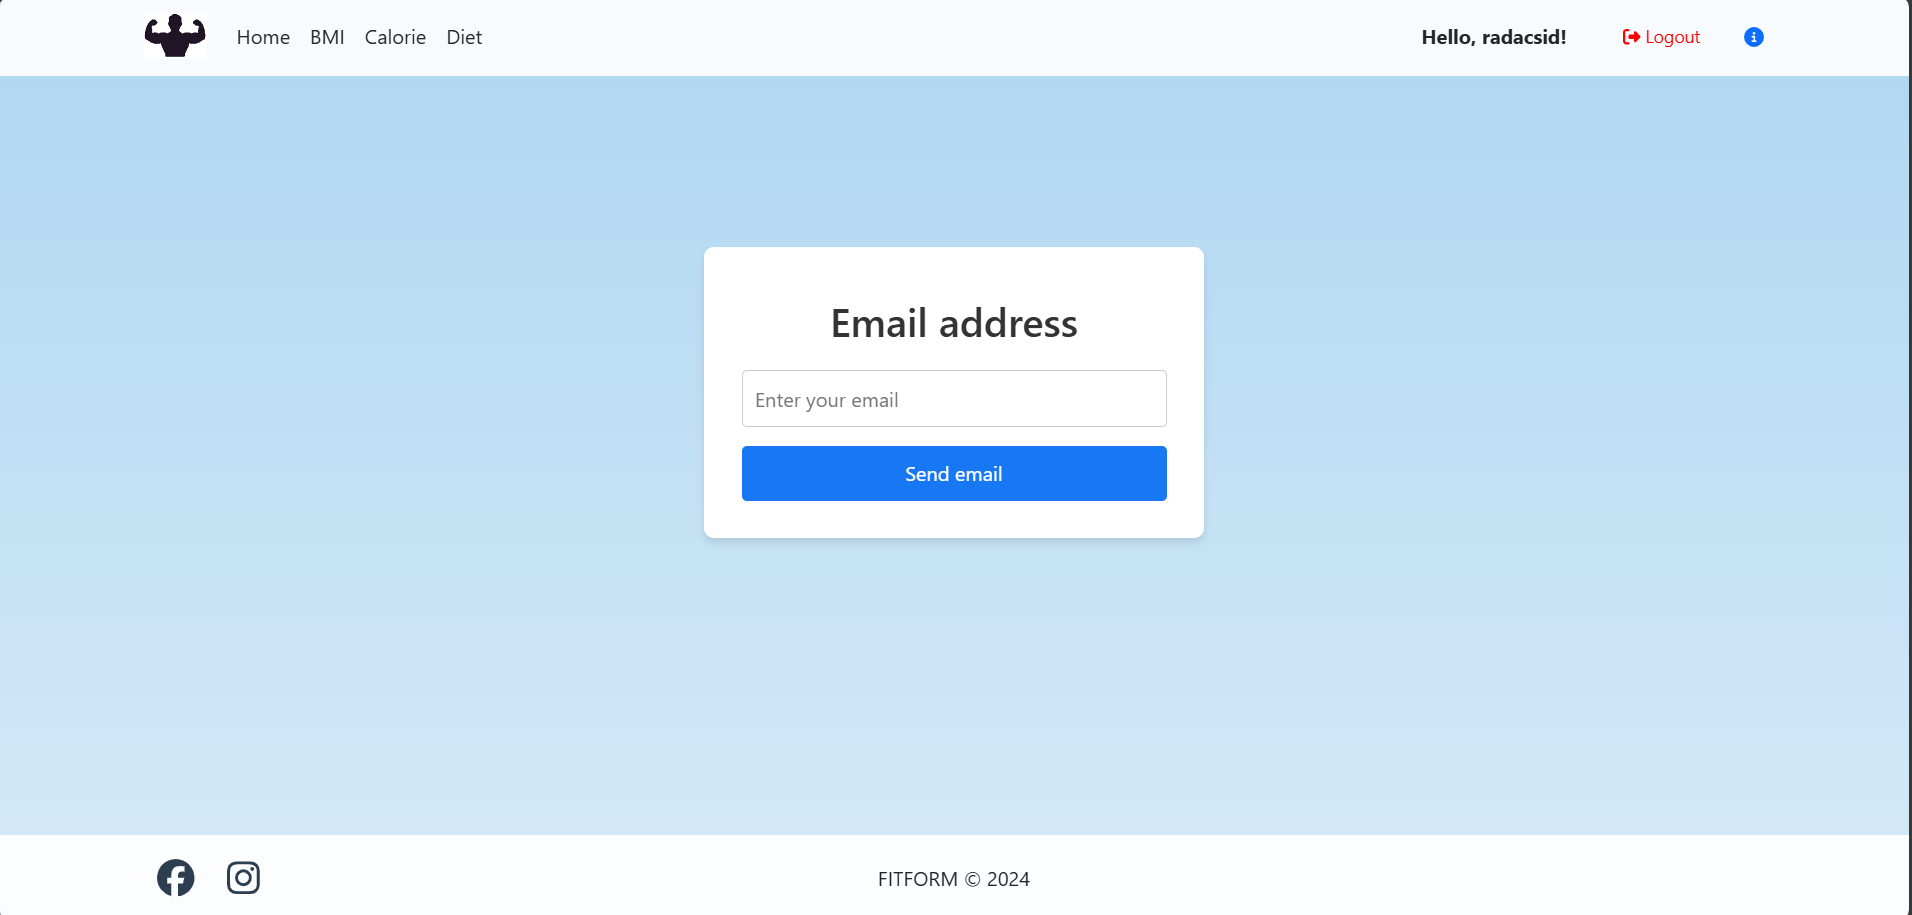 Home BMI Calorie Diet Hello, radacsid! Logout
Email address
Enter your email
Send email
FITFORM © 2024